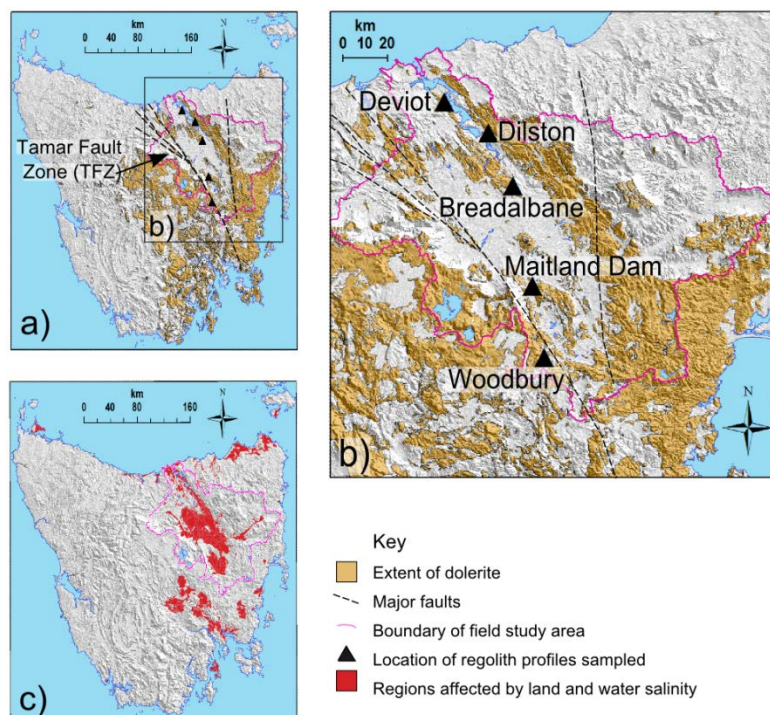 km
0 40 80 160
N
Tamar Fault
Zone (TFZ)
b)
a)
km
0 10 20
Deviot
Dilston
Breadalbane
Maitland Dam
Woodbury
N
b)
km
0 40 80 160
N
c)
Key
Extent of dolerite
Major faults
Boundary of field study area
Location of regolith profiles sampled
Regions affected by land and water salinity